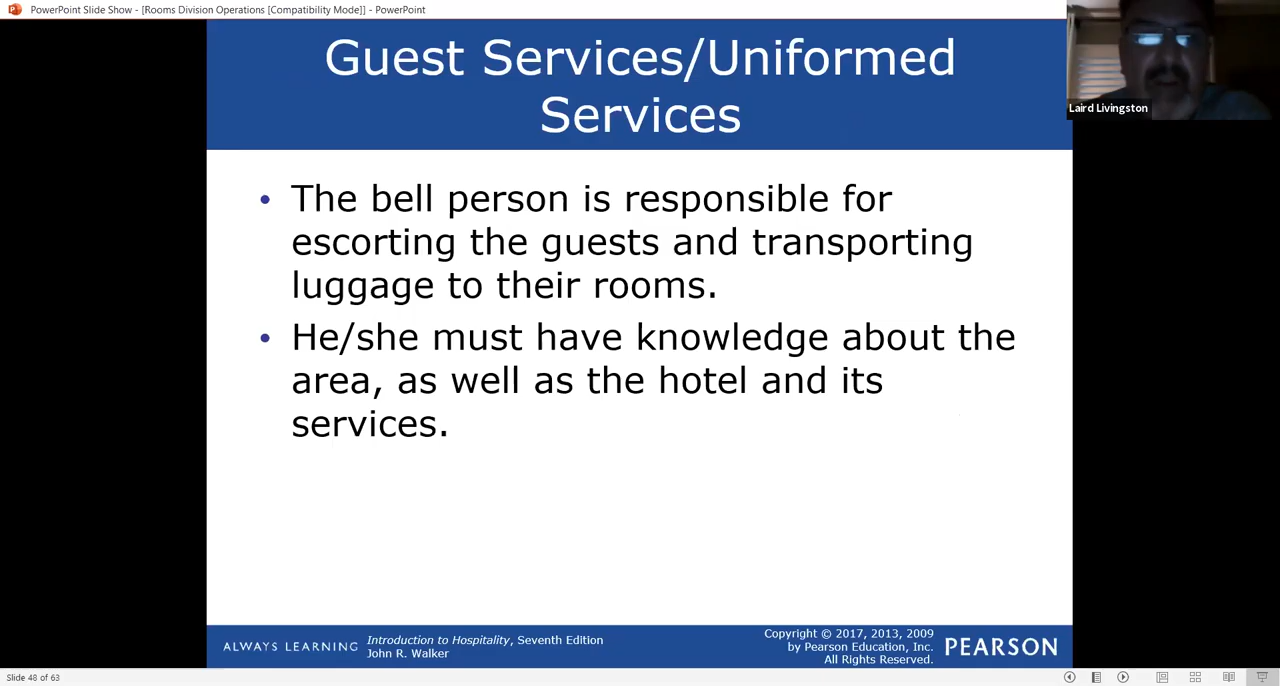 PowerPoint Slide Show - [Rooms Division Operations [Compatibility Mode]] - PowerPoint
Laird Livingston
Guest Services/Uniformed
Services
• The bell person is responsible for
escorting the guests and transporting
luggage to their rooms.
• He/she must have knowledge about the
area, as well as the hotel and its
services.
ALWAYS LEARNING
Introduction to Hospitality, Seventh Edition
John R. Walker
Copyright © 2017, 2013, 2009
by Pearson Education, Inc.
All Rights Reserved.
PEARSON
Slide 48 of 63